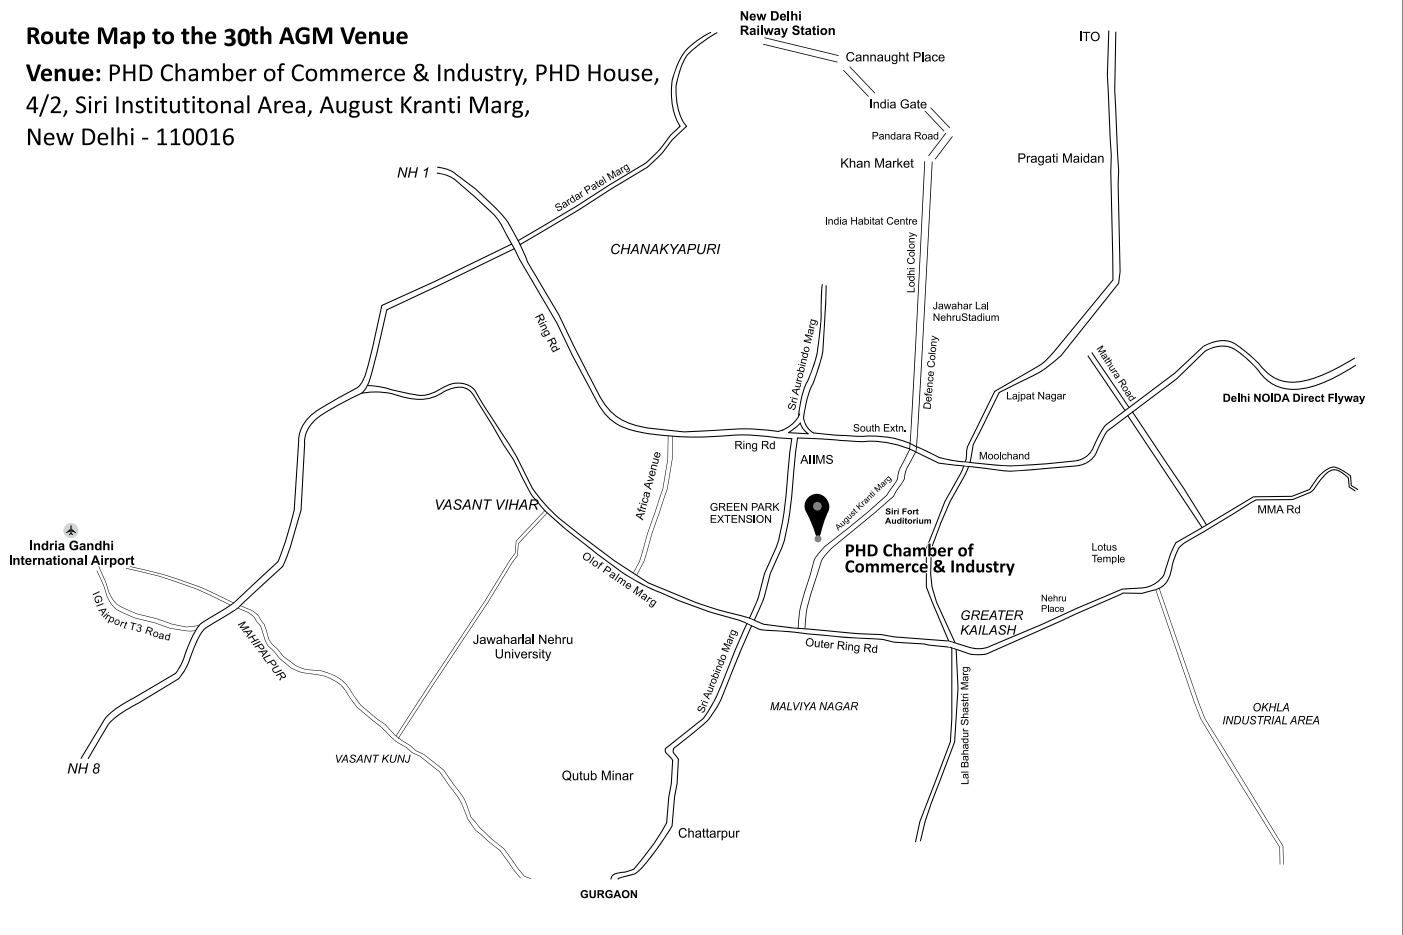 Route Map to the 30th AGM Venue
Venue: PHD Chamber of Commerce & Industry, PHD House,
4/2, Siri Institutitonal Area, August Kranti Marg,
New Delhi - 110016
New Delhi
Railway Station
Cannaught Place
India Gate
Pandara Road
Khan Market
ITO
Pragati Maidan
NH 1
Sardar Patel Marg
CHANAKYAPURI
India Habitat Centre
Lodhi Colony
Jawahar Lal
NehruStadium
Ring Rd
Sri Aurobindo Marg
Defence Colony
Mathura Road
Lajpat Nagar
Delhi NOIDA Direct Flyway
South Extn.
Ring Rd
AIIMS
Moolchand
Africa Avenue
VASANT VIHAR
GREEN PARK
EXTENSION
August Kranti Marg
Siri Fort
Auditorium
MMA Rd
Indria Gandhi
International Airport
PHD Chamber of
Commerce & Industry
Lotus
Temple
Olof Palme Marg
IGI Airport T3 Road
MAHIPALPUR
Nehru
Place
GREATER
KAILASH
Jawaharlal Nehru
University
Outer Ring Rd
Sri Aurobindo Marg
MALVIYA NAGAR
Lal Bahadur Shastri Marg
OKHLA
INDUSTRIAL AREA
NH 8
VASANT KUNJ
Qutub Minar
Chattarpur
GURGAON